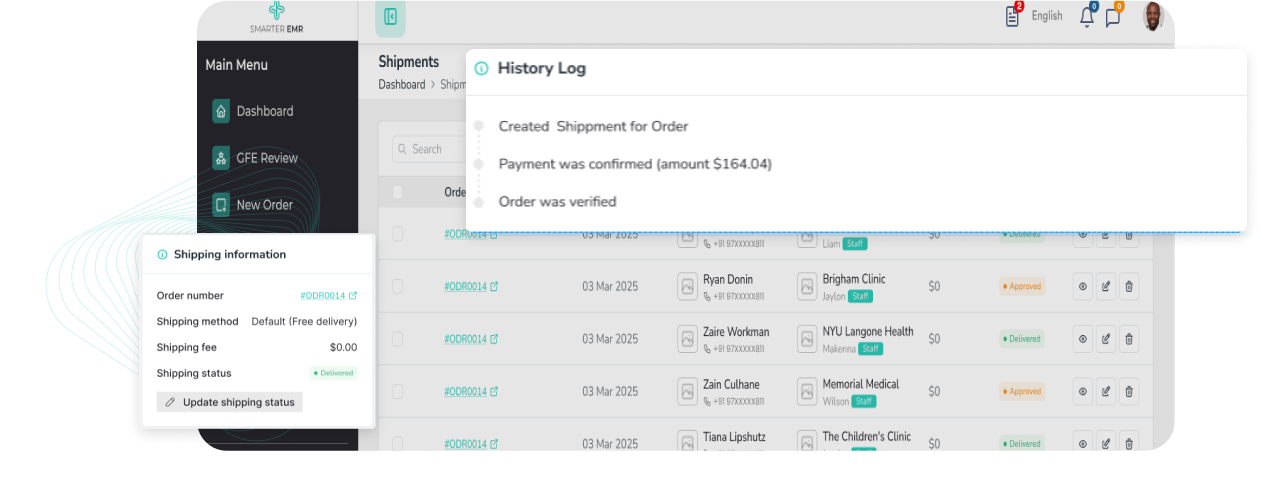 SMARTER EMR
2
English
0
0
Main Menu
Dashboard
GFE Review
New Order
Shipments
Dashboard > Shipm
Search
Orde
History Log
Created Shippment for Order
Payment was confirmed (amount $164.04)
Order was verified
#ODR0014 03 Mar 2025 +91 97XXXXX811 Liam Staff $0 Delivered
#ODR0014 03 Mar 2025 Ryan Donin Brigham Clinic $0 Approved
+91 97XXXXX811 Jaylon Staff
#ODR0014 03 Mar 2025 Zaire Workman NYU Langone Health $0 Delivered
+91 97XXXXX811 Makenna Staff
#ODR0014 03 Mar 2025 Zain Culhane Memorial Medical $0 Approved
+91 97XXXXX811 Wilson Staff
#ODR0014 03 Mar 2025 Tiana Lipshutz The Children's Clinic $0 Delivered
Shipping information
Order number #ODR0014
Shipping method Default (Free delivery)
Shipping fee $0.00
Shipping status Delivered
Update shipping status